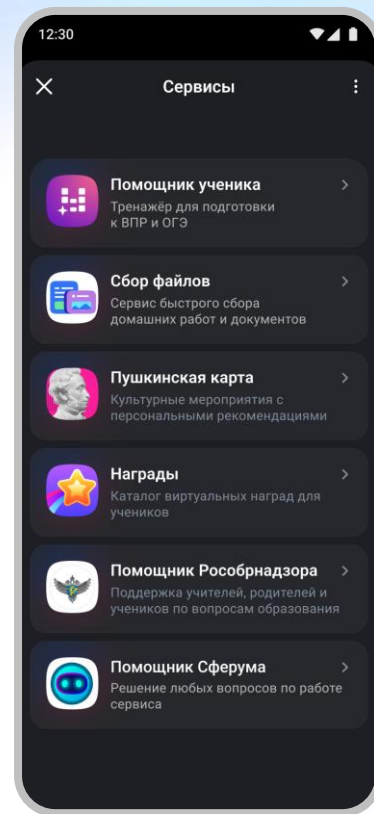 12:30
Сервисы
Помощник ученика
Тренажёр для подготовки
к ВПР и ОГЭ
Сбор файлов
Сервис быстрого сбора
домашних работ и документов
Пушкинская карта
Культурные мероприятия с
персональными рекомендациями
Награды
Каталог виртуальных наград для
учеников
Помощник Рособрнадзора
Поддержка учителей, родителей и
учеников по вопросам образования
Помощник Сферума
Решение любых вопросов по работе
сервиса